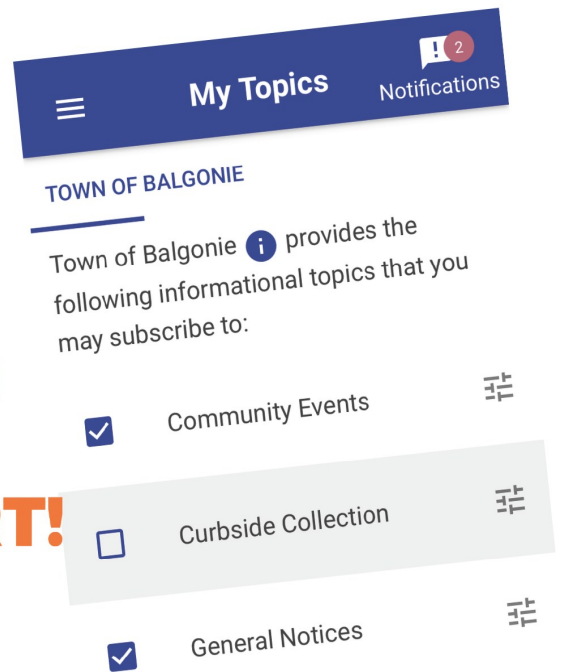 My Topics
2
Notifications
TOWN OF BALGONIE
Town of Balgonie i provides the
following informational topics that you
may subscribe to:
Community Events
T!
Curbside Collection
General Notices